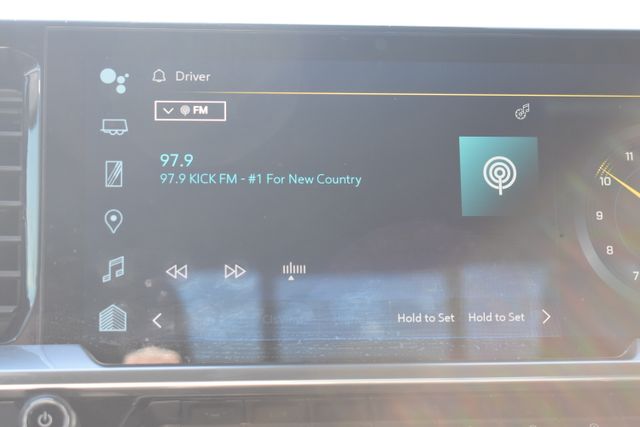 Driver
FM
97.9
97.9 KICK FM - #1 For New Country
Hold to Set Hold to Set
11
10
9
8
7